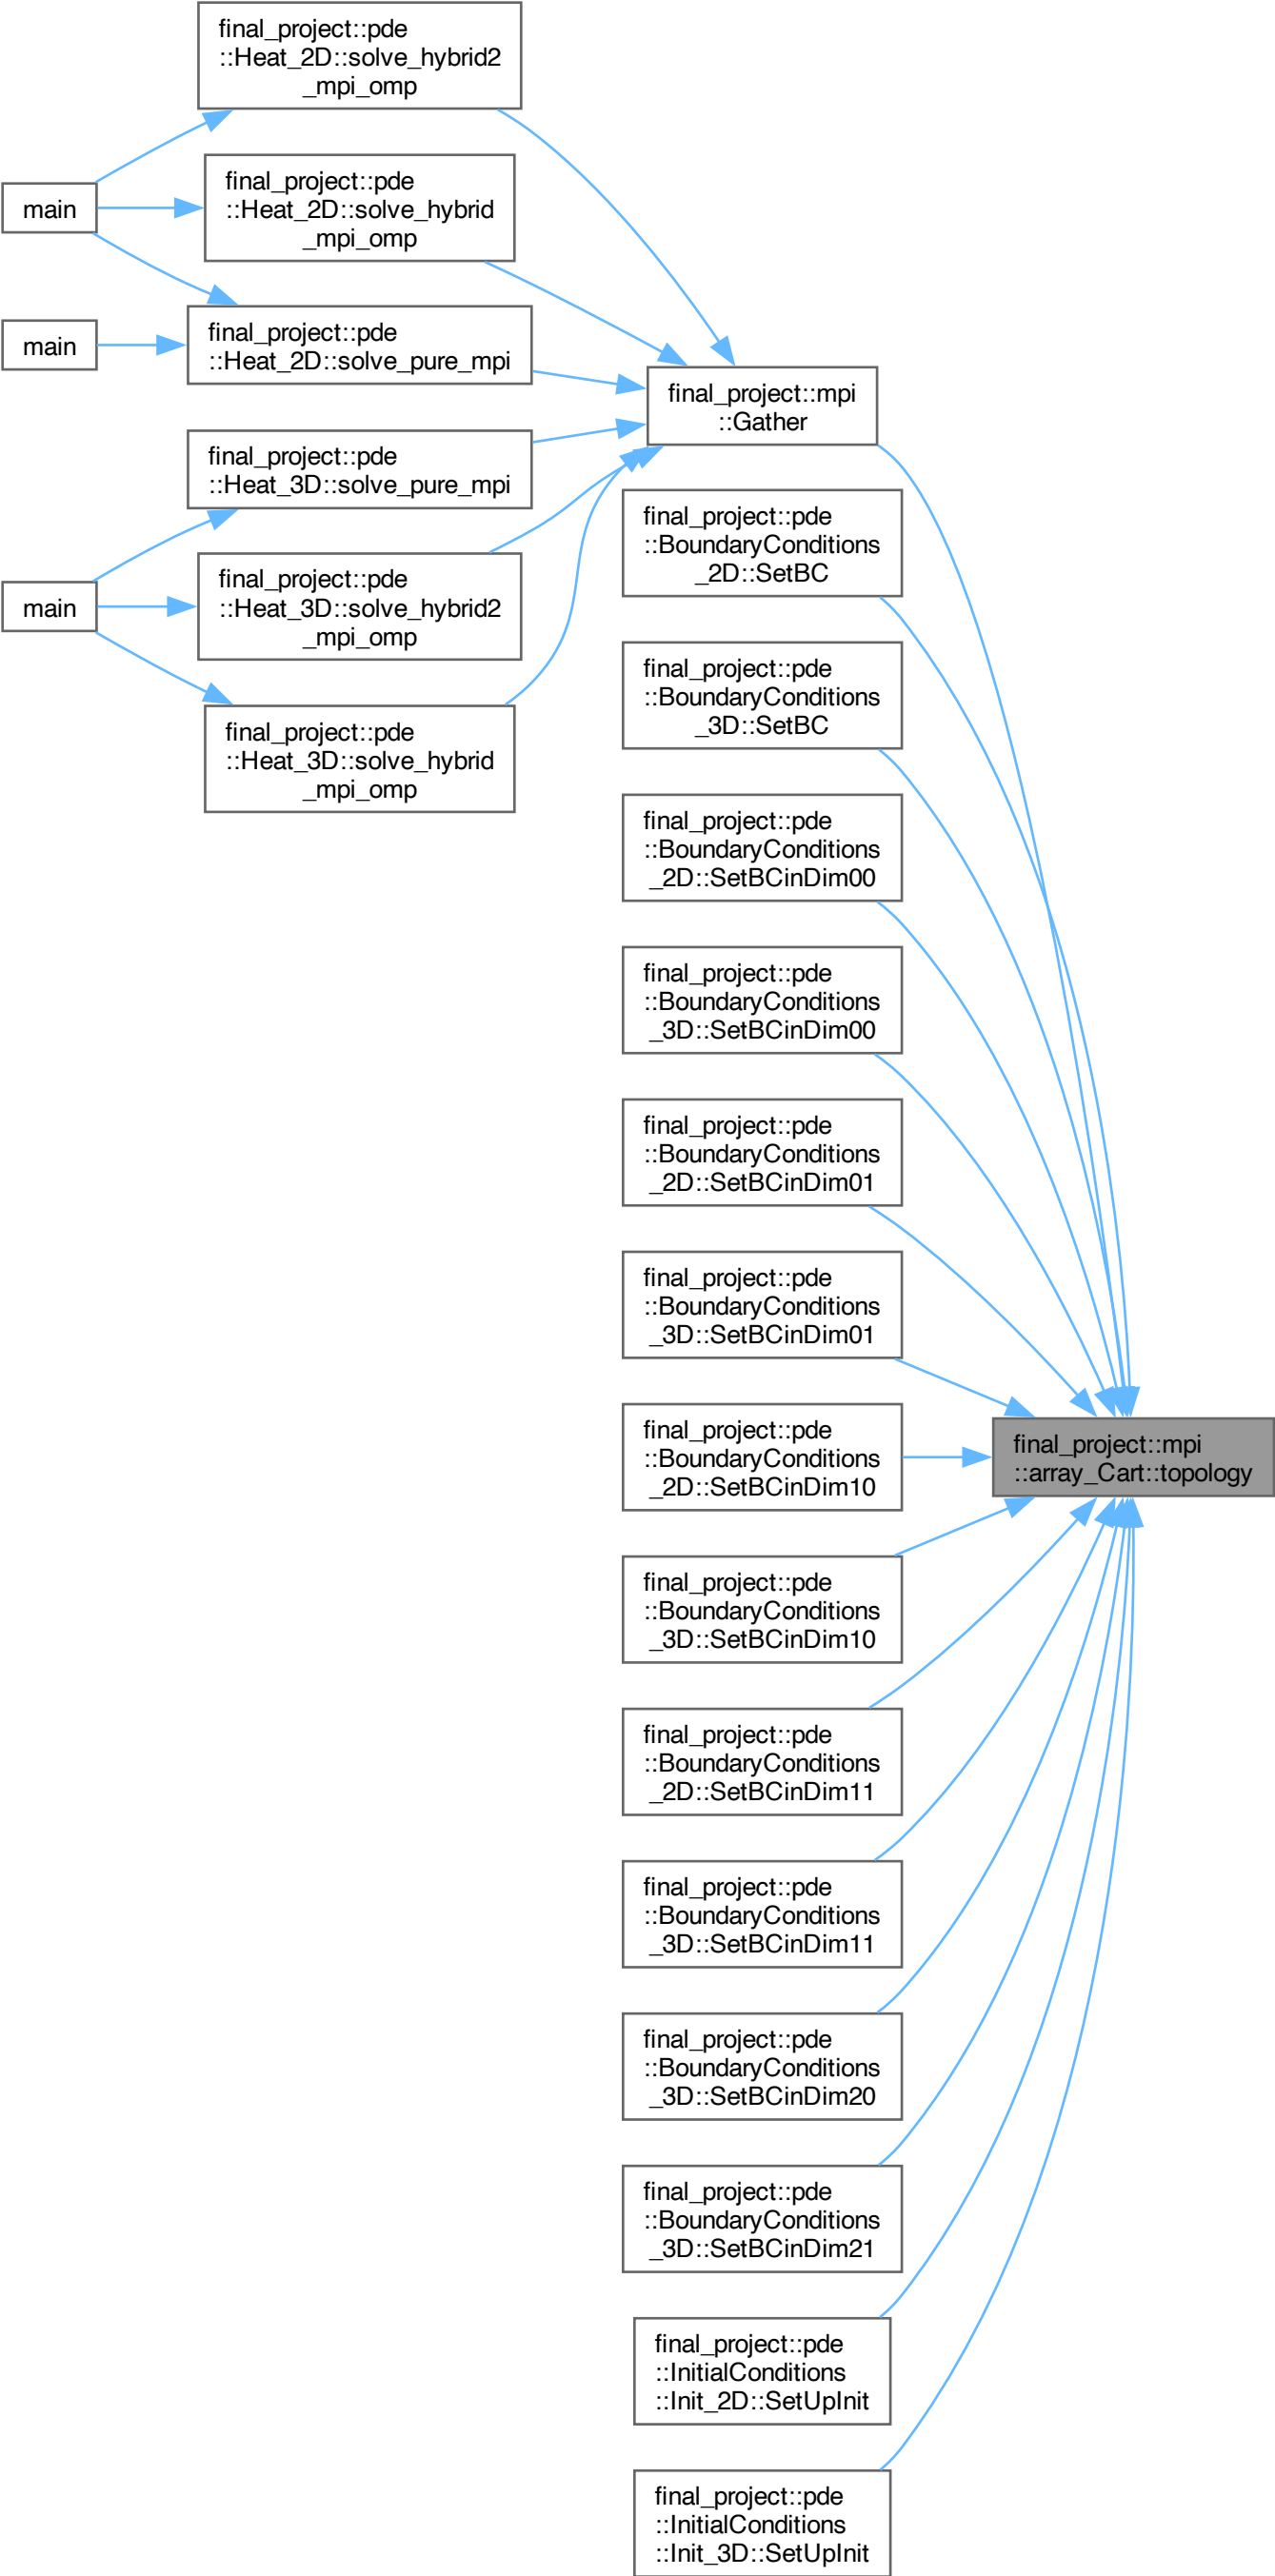 final_project::pde
::Heat_2D::solve_hybrid2
_mpi_omp
main
final_project::pde
::Heat_2D::solve_hybrid
_mpi_omp
main
final_project::pde
::Heat_2D::solve_pure_mpi
final_project::mpi
::Gather
final_project::pde
::Heat_3D::solve_pure_mpi
main
final_project::pde
::Heat_3D::solve_hybrid2
_mpi_omp
final_project::pde
::Heat_3D::solve_hybrid
_mpi_omp
final_project::pde
::BoundaryConditions
_2D::SetBC
final_project::pde
::BoundaryConditions
_3D::SetBC
final_project::pde
::BoundaryConditions
_2D::SetBCinDim00
final_project::pde
::BoundaryConditions
_3D::SetBCinDim00
final_project::pde
::BoundaryConditions
_2D::SetBCinDim01
final_project::pde
::BoundaryConditions
_3D::SetBCinDim01
final_project::pde
::BoundaryConditions
_2D::SetBCinDim10
final_project::mpi
::array_Cart::topology
final_project::pde
::BoundaryConditions
_3D::SetBCinDim10
final_project::pde
::BoundaryConditions
_2D::SetBCinDim11
final_project::pde
::BoundaryConditions
_3D::SetBCinDim11
final_project::pde
::BoundaryConditions
_3D::SetBCinDim20
final_project::pde
::BoundaryConditions
_3D::SetBCinDim21
final_project::pde
::InitialConditions
::Init_2D::SetUpInit
final_project::pde
::InitialConditions
::Init_3D::SetUpInit